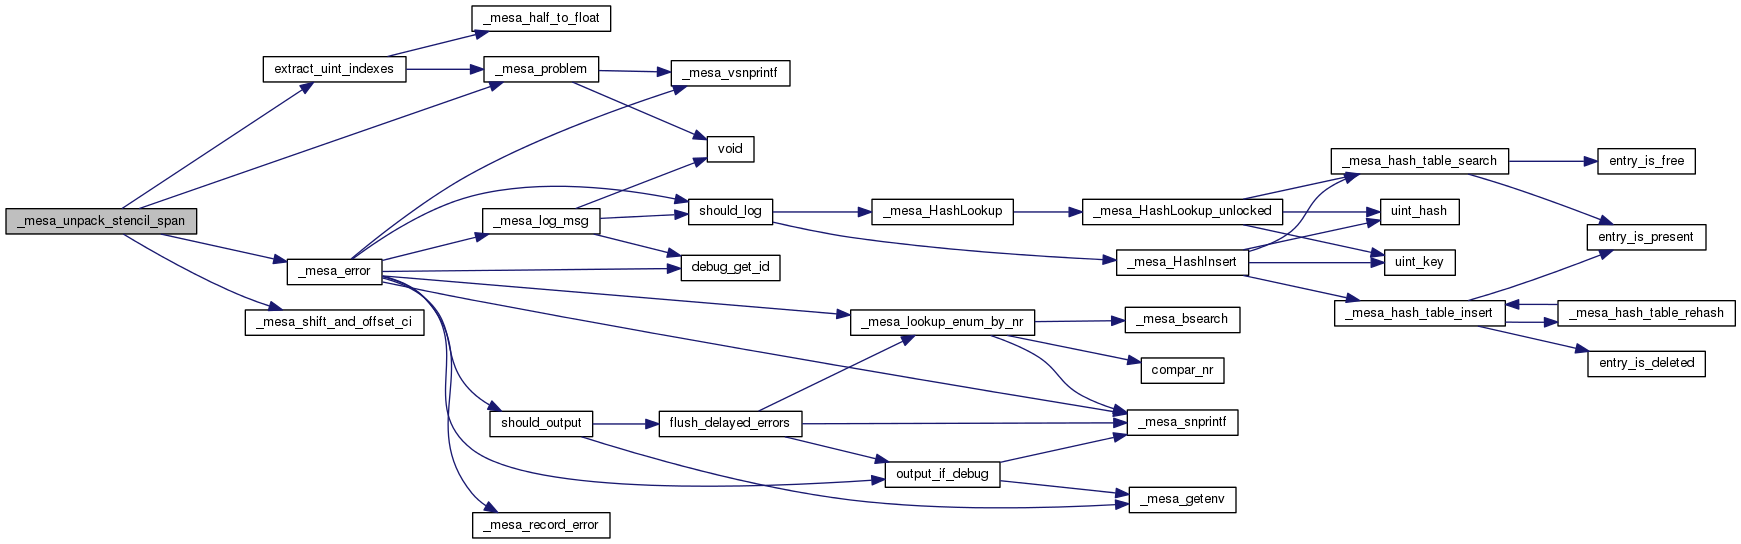 _mesa_half_to_float
extract_uint_indexes
_mesa_problem
_mesa_vsnprintf
void
_mesa_hash_table_search
entry_is_free
_mesa_unpack_stencil_span
_mesa_log_msg
should_log
_mesa_HashLookup
_mesa_HashLookup_unlocked
uint_hash
entry_is_present
_mesa_error
debug_get_id
_mesa_HashInsert
uint_key
_mesa_shift_and_offset_ci
_mesa_lookup_enum_by_nr
_mesa_bsearch
_mesa_hash_table_insert
_mesa_hash_table_rehash
compar_nr
entry_is_deleted
should_output
flush_delayed_errors
_mesa_snprintf
output_if_debug
_mesa_getenv
_mesa_record_error